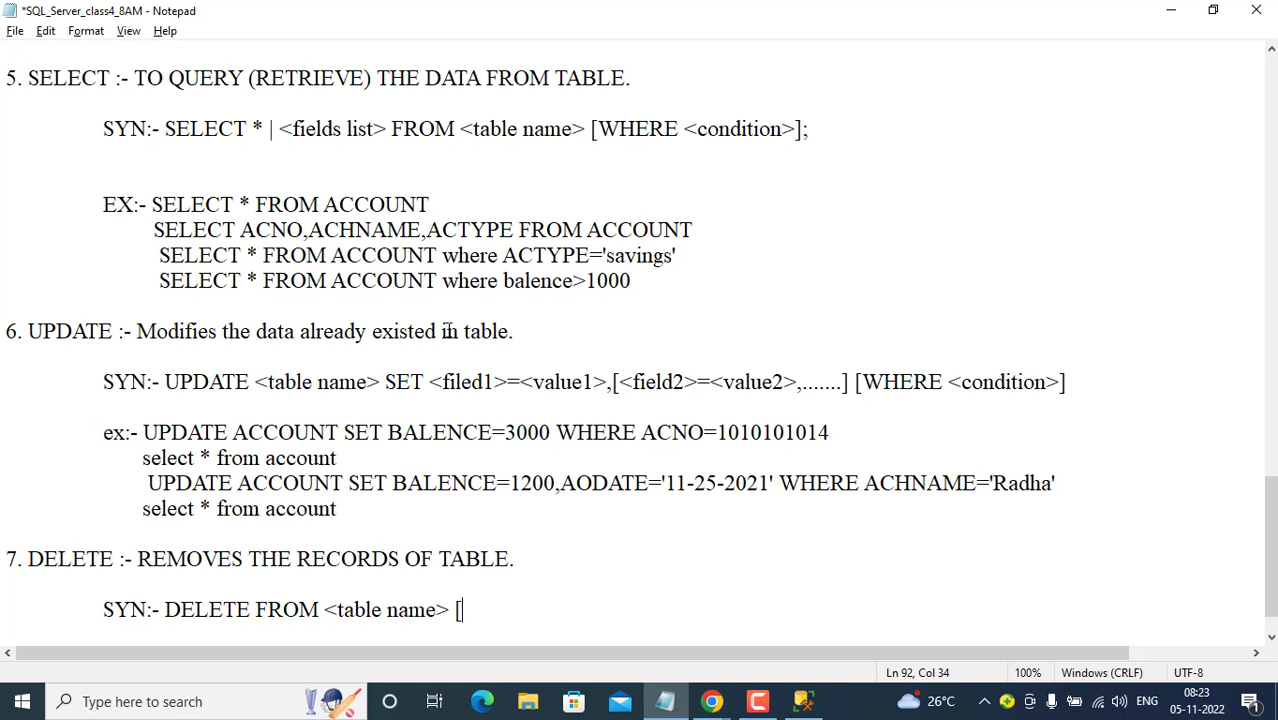 *SQL_Server_class4_8AM - Notepad
File Edit Format View Help
5. SELECT :- TO QUERY (RETRIEVE) THE DATA FROM TABLE.
SYN:- SELECT * | <fields list> FROM <table name> [WHERE <condition>];
EX:- SELECT * FROM ACCOUNT
SELECT ACNO,ACHNAME,ACTYPE FROM ACCOUNT
SELECT * FROM ACCOUNT where ACTYPE='savings'
SELECT * FROM ACCOUNT where balence>1000
6. UPDATE :- Modifies the data already existed in table.
SYN:- UPDATE <table name> SET <filed1>=<value1>,[<field2>=<value2>,.......] [WHERE <condition>]
ex:- UPDATE ACCOUNT SET BALENCE=3000 WHERE ACNO=1010101014
select * from account
UPDATE ACCOUNT SET BALENCE=1200,AODATE='11-25-2021' WHERE ACHNAME='Radha'
select * from account
7. DELETE :- REMOVES THE RECORDS OF TABLE.
SYN:- DELETE FROM <table name> [
Ln 92, Col 34 100% Windows (CRLF) UTF-8
Type here to search 26°C ENG 08:23
05-11-2022